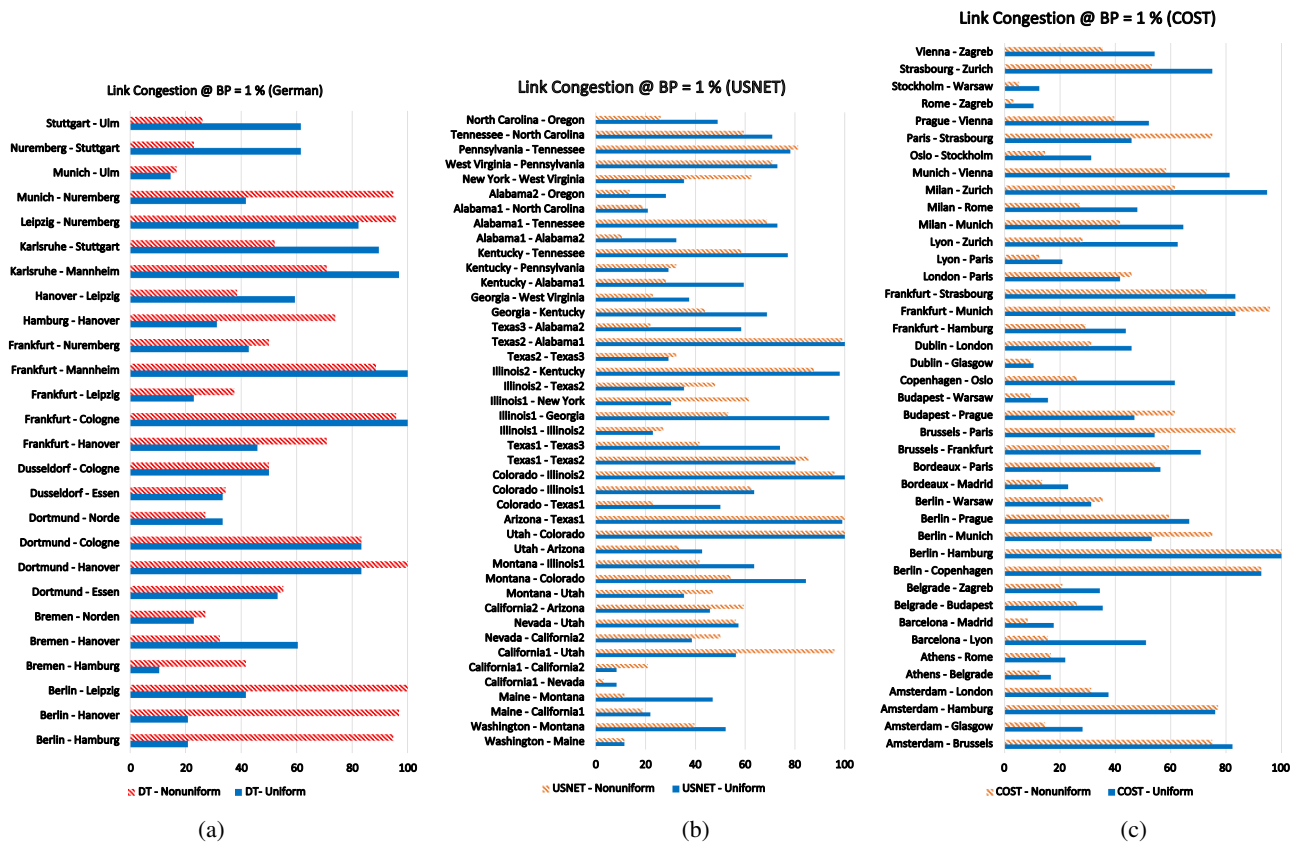 Link Congestion @ BP = 1 % (German)
Stuttgart - Ulm
Nuremberg - Stuttgart
Munich - Ulm
Munich - Nuremberg
Leipzig - Nuremberg
Karlsruhe - Stuttgart
Karlsruhe - Mannheim
Hanover - Leipzig
Hamburg - Hanover
Frankfurt - Nuremberg
Frankfurt - Mannheim
Frankfurt - Leipzig
Frankfurt - Cologne
Frankfurt - Hanover
Dusseldorf - Cologne
Dusseldorf - Essen
Dortmund - Norde
Dortmund - Cologne
Dortmund - Hanover
Dortmund - Essen
Bremen - Norden
Bremen - Hanover
Bremen - Hamburg
Berlin - Leipzig
Berlin - Hanover
Berlin - Hamburg
0 20 40 60 80 100
DT - Nonuniform DT- Uniform
(a)
Link Congestion @ BP = 1 % (USNET)
North Carolina - Oregon
Tennessee - North Carolina
Pennsylvania - Tennessee
West Virginia - Pennsylvania
New York - West Virginia
Alabama2 - Oregon
Alabama1 - North Carolina
Alabama1 - Tennessee
Alabama1 - Alabama2
Kentucky - Tennessee
Kentucky - Pennsylvania
Kentucky - Alabama1
Georgia - West Virginia
Georgia - Kentucky
Texas3 - Alabama2
Texas2 - Alabama1
Texas2 - Texas3
Illinois2 - Kentucky
Illinois2 - Texas2
Illinois1 - New York
Illinois1 - Georgia
Illinois1 - Illinois2
Texas1 - Texas3
Texas1 - Texas2
Colorado - Illinois2
Colorado - Illinois1
Colorado - Texas1
Arizona - Texas1
Utah - Colorado
Utah - Arizona
Montana - Illinois1
Montana - Colorado
Montana - Utah
California2 - Arizona
Nevada - Utah
Nevada - California2
California1 - Utah
California1 - California2
California1 - Nevada
Maine - Montana
Maine - California1
Washington - Montana
Washington - Maine
0 20 40 60 80 100
USNET - Nonuniform USNET - Uniform
(b)
Link Congestion @ BP = 1 % (COST)
Vienna - Zagreb
Strasbourg - Zurich
Stockholm - Warsaw
Rome - Zagreb
Prague - Vienna
Paris - Strasbourg
Oslo - Stockholm
Munich - Vienna
Milan - Zurich
Milan - Rome
Milan - Munich
Lyon - Zurich
Lyon - Paris
London - Paris
Frankfurt - Strasbourg
Frankfurt - Munich
Frankfurt - Hamburg
Dublin - London
Dublin - Glasgow
Copenhagen - Oslo
Budapest - Warsaw
Budapest - Prague
Brussels - Paris
Brussels - Frankfurt
Bordeaux - Paris
Bordeaux - Madrid
Berlin - Warsaw
Berlin - Prague
Berlin - Munich
Berlin - Hamburg
Berlin - Copenhagen
Belgrade - Zagreb
Belgrade - Budapest
Barcelona - Madrid
Barcelona - Lyon
Athens - Rome
Athens - Belgrade
Amsterdam - London
Amsterdam - Hamburg
Amsterdam - Glasgow
Amsterdam - Brussels
0 20 40 60 80 100
COST - Nonuniform COST - Uniform
(c)